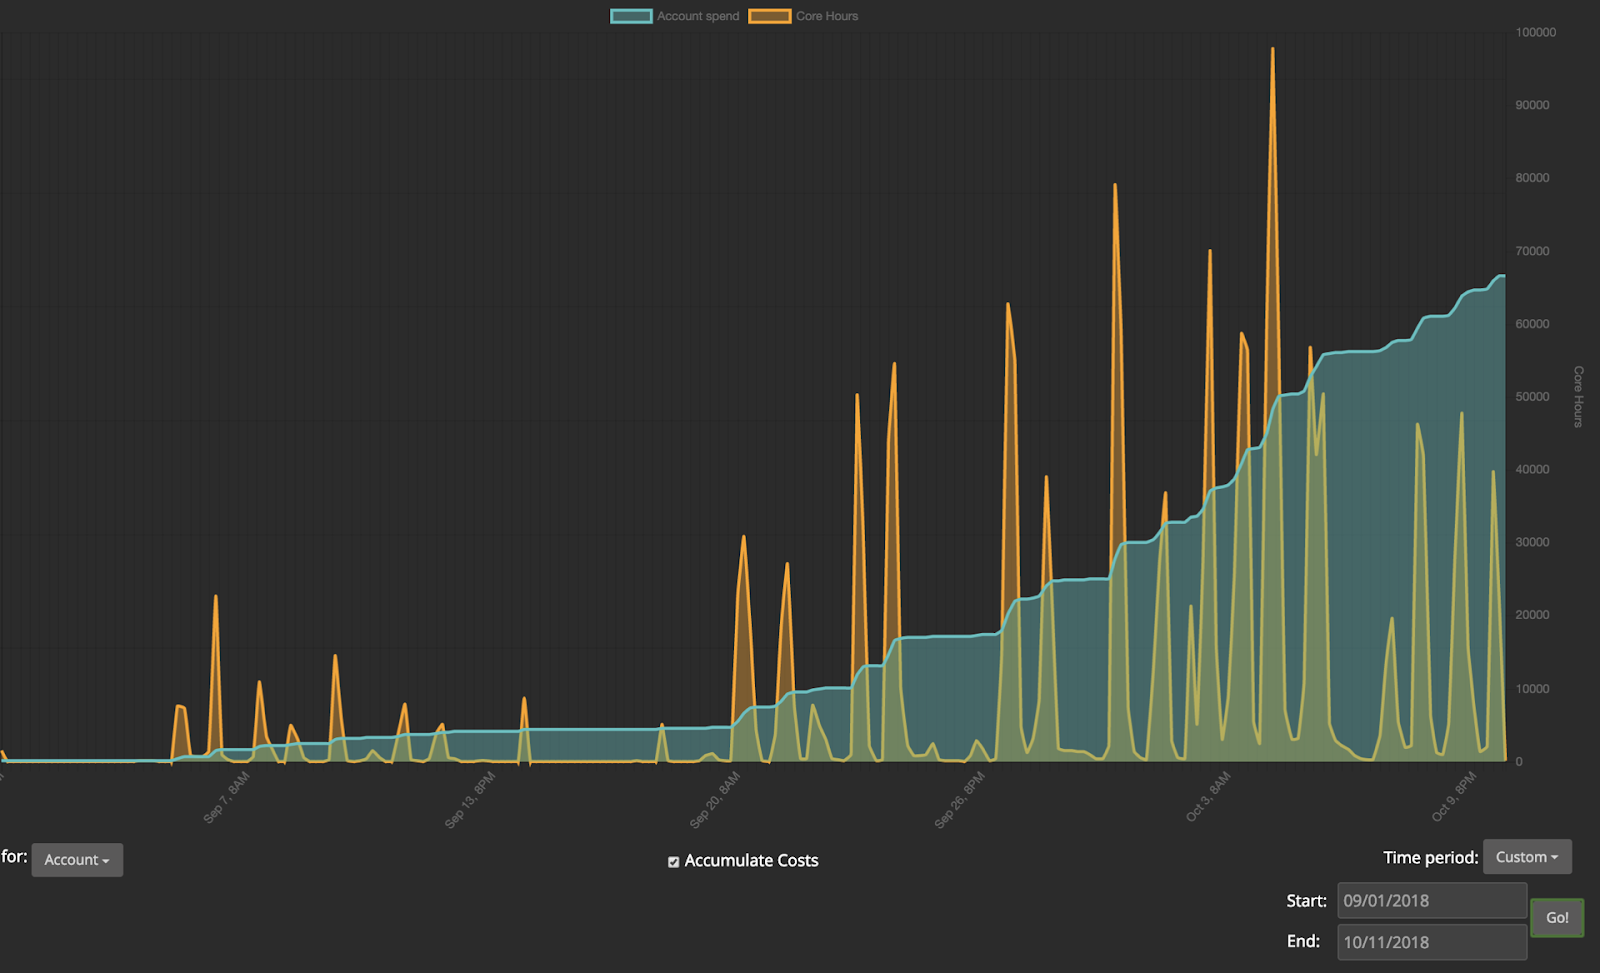 Account spend Core Hours
100000
90000
80000
70000
60000
50000
40000
30000
20000
10000
0
Core Hours
Sep 7, 8AM
Sep 13, 8PM
Sep 20, 8AM
Sep 26, 8PM
Oct 3, 8AM
Oct 9, 8PM
for: Account
Accumulate Costs
Time period: Custom
Start: 09/01/2018
Go!
End: 10/11/2018